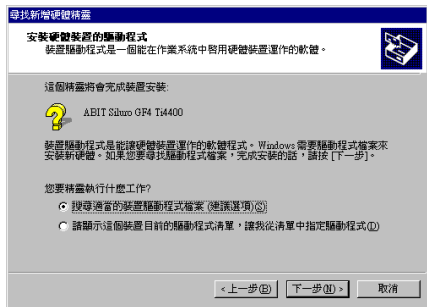 尋找新增硬體精靈
安裝硬體裝置的驅動程式
裝置驅動程式是一個能在作業系統中啓用硬體裝置運作的軟體。
這個精靈將會完成裝置安裝:
ABIT Siluro GF4 Ti4400
裝置驅動程式是能讓硬體裝置運作的軟體程式。Windows 需要驅動程式檔案來
安裝新硬體。如果您要尋找驅動程式檔案，完成安裝的話，請按 [下一步]。
您要精靈執行什麼工作?
搜尋適當的裝置驅動程式檔案 (建議選項)(S)
請顯示這個裝置目前的驅動程式清單，讓我從清單中指定驅動程式(D)
< 上一步(B)
下一步(N) >
取消